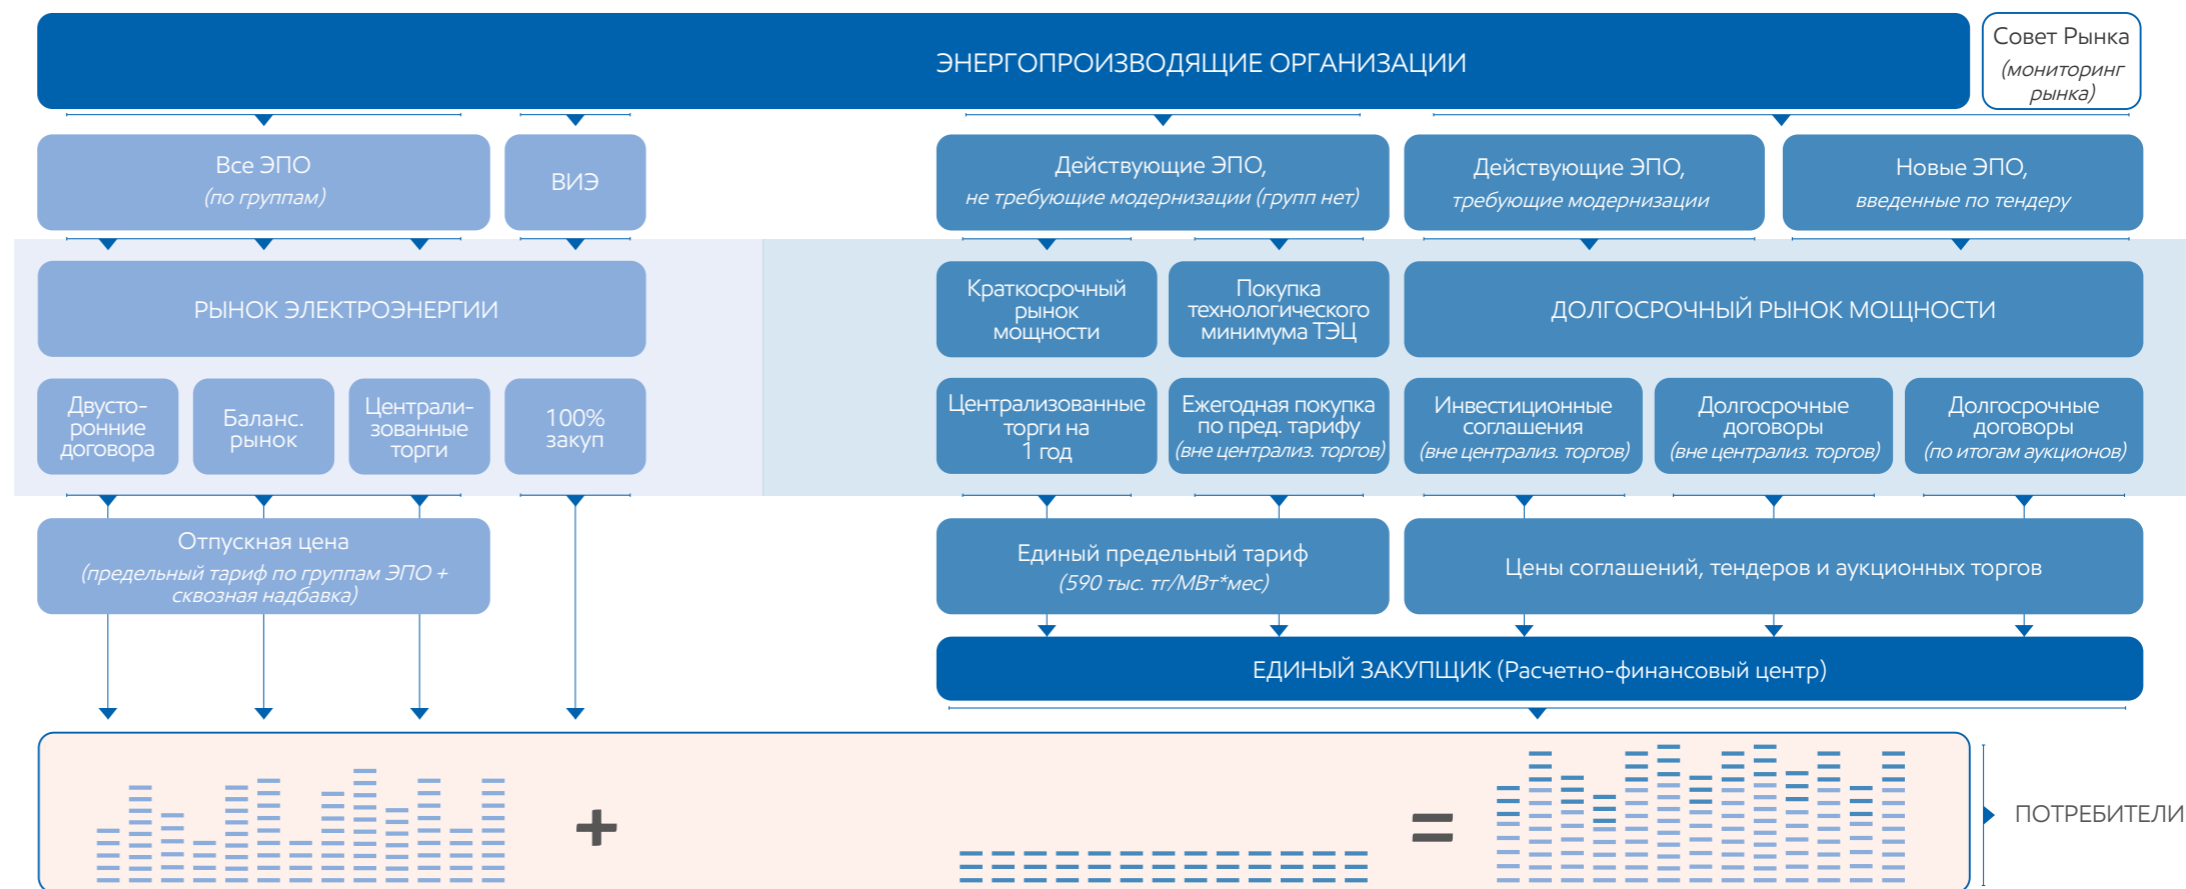 ЭНЕРГОПРОИЗВОДЯЩИЕ ОРГАНИЗАЦИИ
Совет Рынка
(мониторинг
рынка)
Все ЭПО
(по группам)
ВИЭ
Действующие ЭПО,
не требующие модернизации (групп нет)
Действующие ЭПО,
требующие модернизации
Новые ЭПО,
введенные по тендеру
РЫНОК ЭЛЕКТРОЭНЕРГИИ
Краткосрочный
рынок
мощности
Покупка
технологического
минимума ТЭЦ
ДОЛГОСРОЧНЫЙ РЫНОК МОЩНОСТИ
Двусто-
ронние
договора
Баланс.
рынок
Централи-
зованные
торги
100%
закуп
Централизованные
торги на
1 год
Ежегодная покупка
по пред. тарифу
(вне централиз. торгов)
Инвестиционные
соглашения
(вне централиз. торгов)
Долгосрочные
договоры
(вне централиз. торгов)
Долгосрочные
договоры
(по итогам аукционов)
Отпускная цена
(предельный тариф по группам ЭПО +
сквозная надбавка)
Единый предельный тариф
(590 тыс. тг/МВт*мес)
Цены соглашений, тендеров и аукционных торгов
ЕДИНЫЙ ЗАКУПЩИК (Расчетно-финансовый центр)
+
=
ПОТРЕБИТЕЛИ